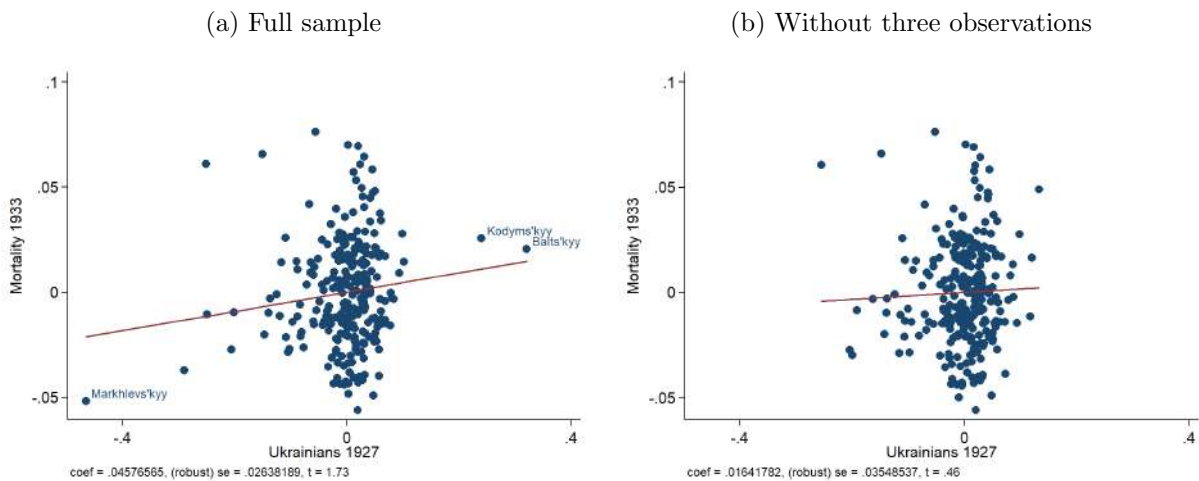 (a) Full sample
.1
.05
0
-.05
Mortality 1933
Kodyms'kyy
Balts'kyy
Markhlevs'kyy
-.4
0
.4
Ukrainians 1927
coef = .04576565, (robust) se = .02638189, t = 1.73
(b) Without three observations
.1
.05
0
-.05
Mortality 1933
-.4
0
.4
Ukrainians 1927
coef = .01641782, (robust) se = .03548537, t = .46